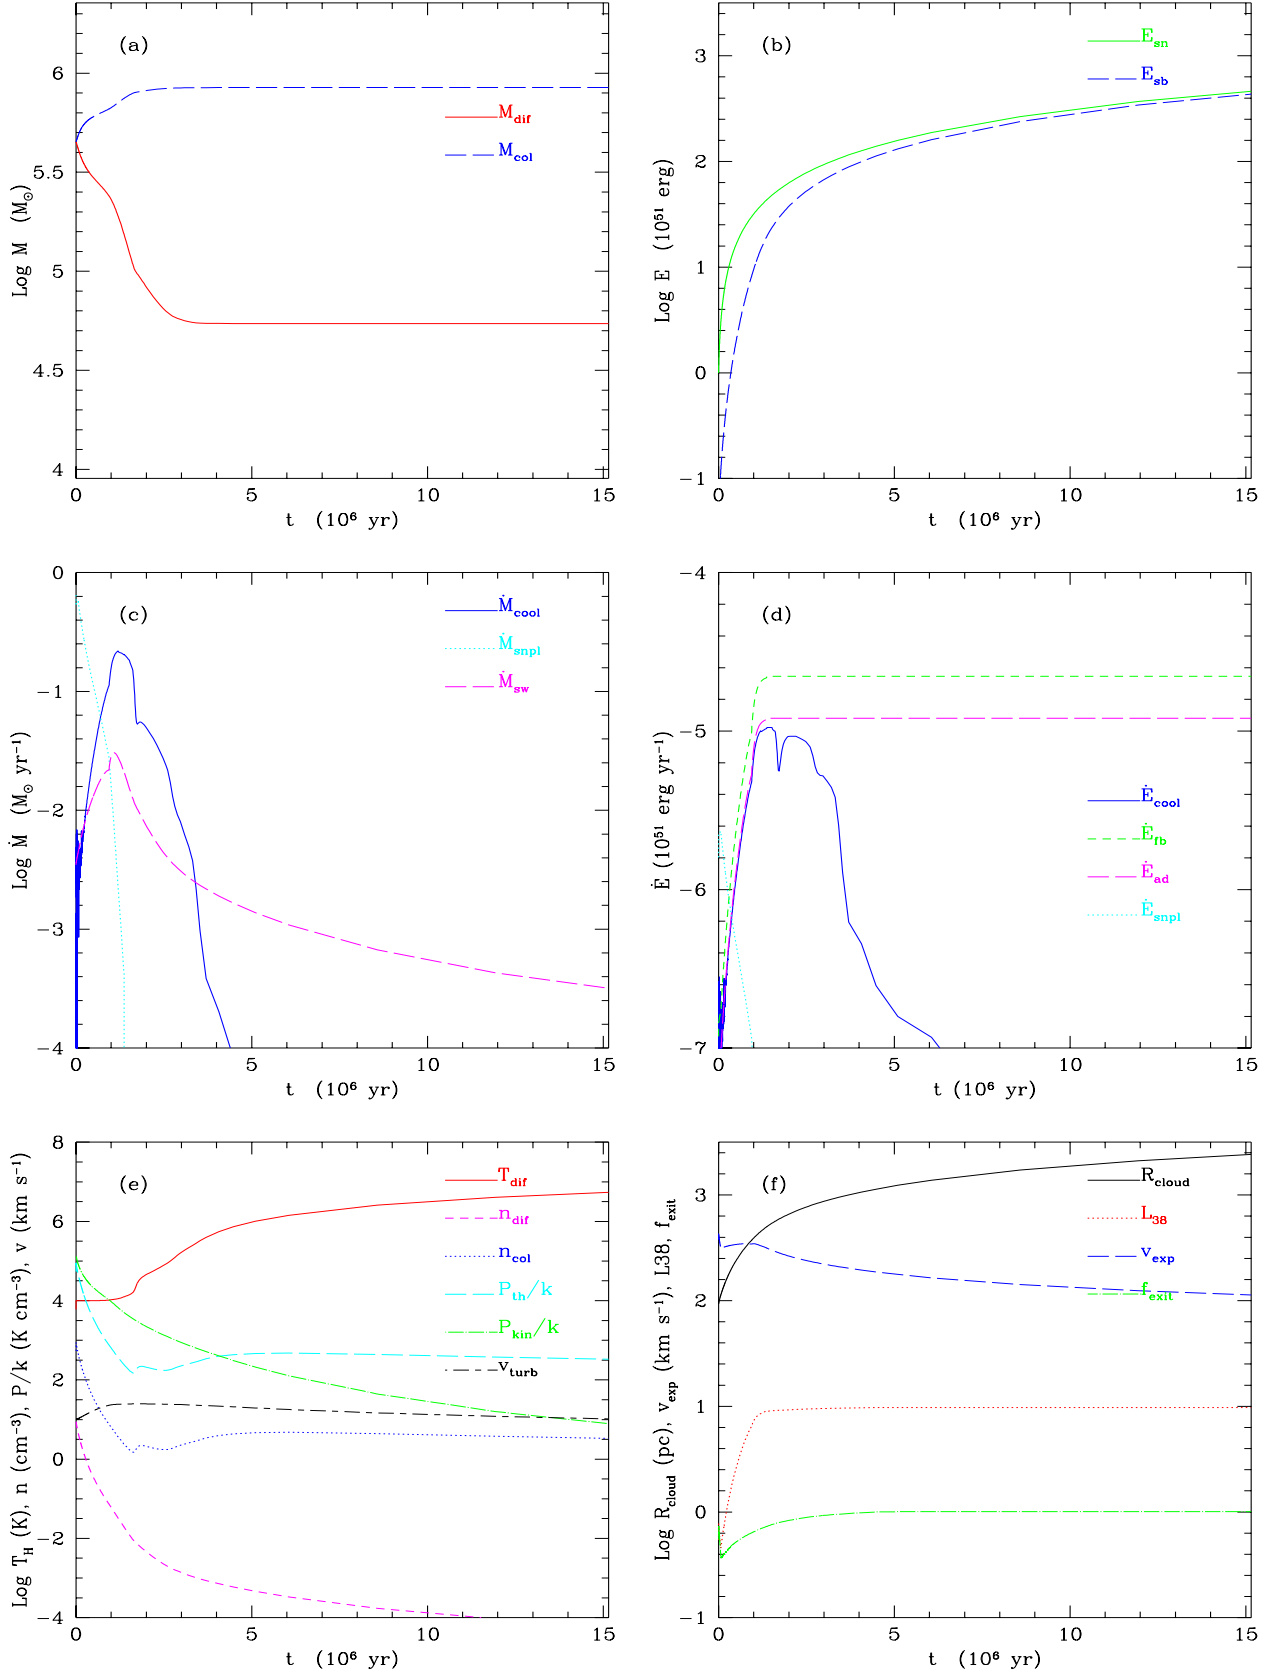 (a)
6
5.5
5
4.5
4
M_dif
M_col
Log M (M_⊙)
0 5 10 15
t (10⁶ yr)
(b)
3
2
1
0
−1
E_sn
E_sb
Log E (10⁵¹ erg)
0 5 10 15
t (10⁶ yr)
(c)
0
−1
−2
−3
−4
Ṁ_cool
Ṁ_snpl
Ṁ_sw
Log Ṁ (M_⊙ yr⁻¹)
0 5 10 15
t (10⁶ yr)
(d)
−4
−5
−6
−7
Ė_cool
Ė_fb
Ė_ad
Ė_snpl
Ė (10⁵¹ erg yr⁻¹)
0 5 10 15
t (10⁶ yr)
(e)
8
6
4
2
0
−2
−4
T_dif
n_dif
n_col
P_th/k
P_kin/k
v_turb
Log T_H (K), n (cm⁻³), P/k (K cm⁻³), v (km s⁻¹)
0 5 10 15
t (10⁶ yr)
(f)
3
2
1
0
−1
R_cloud
L_38
v_exp
f_exit
Log R_cloud (pc), v_exp (km s⁻¹), L38, f_exit
0 5 10 15
t (10⁶ yr)